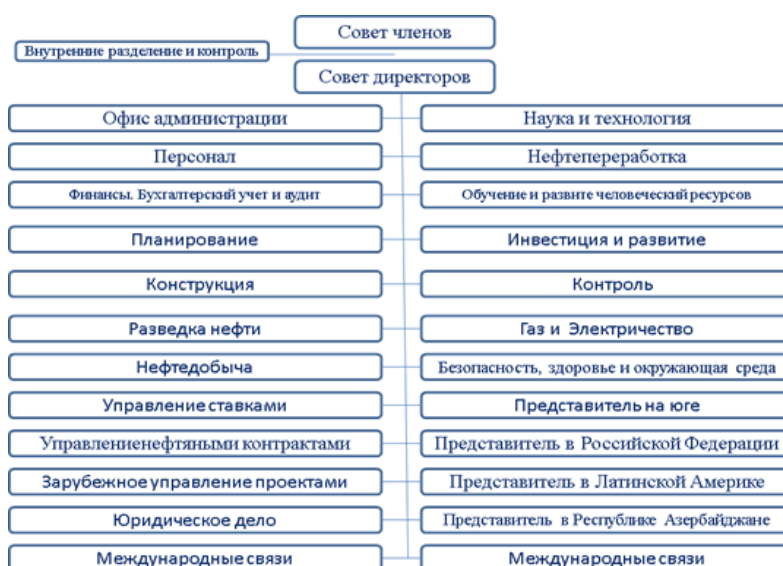 Совет членов
Внутренние разделение и контроль
Совет директоров
Офис администрации
Наука и технология
Персонал
Нефтепереработка
Финансы. Бухгалтерский учет и аудит
Обучение и развите человеческий ресурсов
Планирование
Инвестиция и развитие
Конструкция
Контроль
Разведка нефти
Газ и Электричество
Нефтедобыча
Безопасность, здоровье и окружающая среда
Управление ставками
Представитель на юге
Управлениенефтяными контрактами
Представитель в Российской Федерации
Зарубежное управление проектами
Представитель в Латинской Америке
Юридическое дело
Представитель в Республике Азербайджане
Международные связи
Международные связи